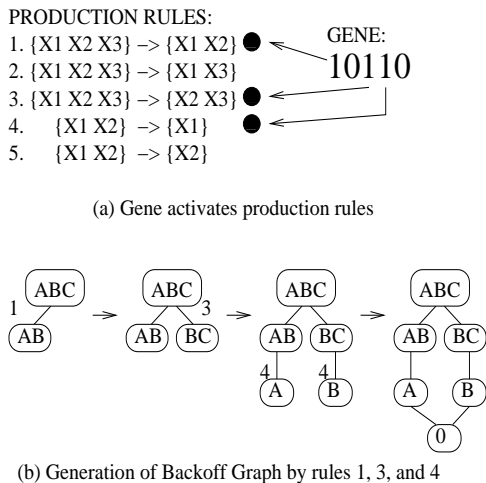 PRODUCTION RULES:
1. {X1 X2 X3} −> {X1 X2}
2. {X1 X2 X3} −> {X1 X3}
3. {X1 X2 X3} −> {X2 X3}
4. {X1 X2} −> {X1}
5. {X1 X2} −> {X2}
GENE:
10110
(a) Gene activates production rules
ABC ABC ABC ABC
1 3
AB AB BC AB BC AB BC
4 4
A B A B
0
(b) Generation of Backoff Graph by rules 1, 3, and 4